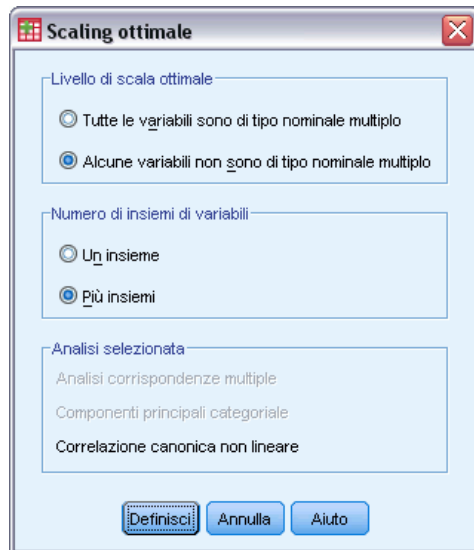 Scaling ottimale
Livello di scala ottimale
Tutte le variabili sono di tipo nominale multiplo
Alcune variabili non sono di tipo nominale multiplo
Numero di insiemi di variabili
Un insieme
Più insiemi
Analisi selezionata
Analisi corrispondenze multiple
Componenti principali categoriale
Correlazione canonica non lineare
Definisci Annulla Aiuto